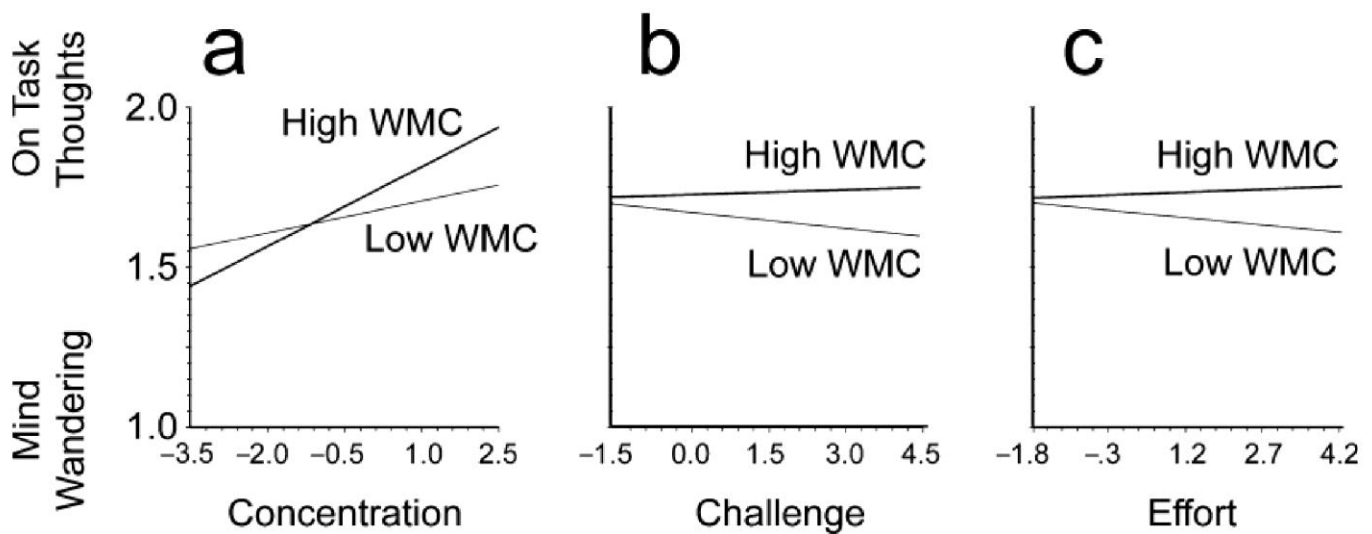 On Task
Thoughts
Mind
Wandering
a
2.0
1.5
1.0
High WMC
Low WMC
–3.5 –2.0 –0.5 1.0 2.5
Concentration
b
High WMC
Low WMC
–1.5 0.0 1.5 3.0 4.5
Challenge
c
High WMC
Low WMC
–1.8 –.3 1.2 2.7 4.2
Effort